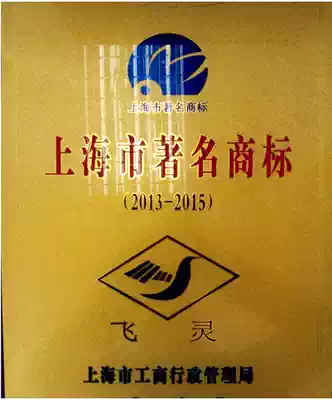 上海市著名商标
上海市著名商标
(2013-2015)
飞灵
上海市工商行政管理局